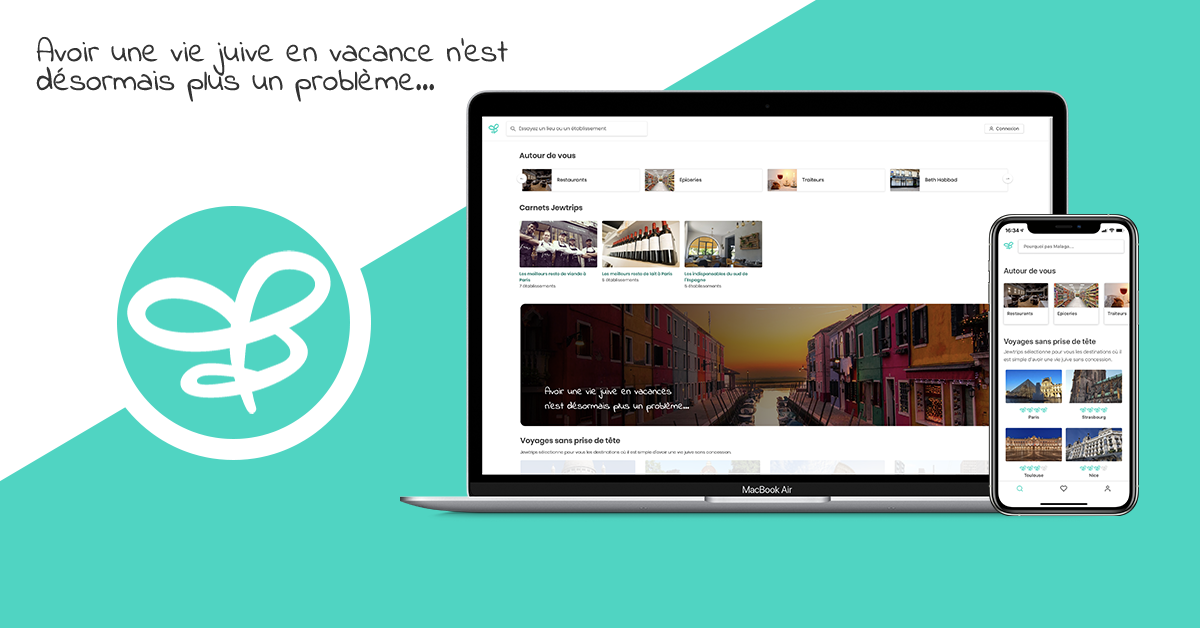 Avoir une vie juive en vacance n'est
désormais plus un problème...
Essayez un lieu ou un établissement
Connexion
Autour de vous
Restaurants
Epiceries
Traiteurs
Beth Habbad
Carnets Jewtrips
Les meilleurs resto de viande à
Paris
7 établissements
Les meilleurs resto de lait à Paris
5 établissements
Les indispensables du sud de
l'Espagne
5 établissements
Avoir une vie juive en vacances
n'est désormais plus un problème...
Voyages sans prise de tête
Jewtrips sélectionne pour vous les destinations où il est simple d'avoir une vie juive sans concession.
MacBook Air
16:34
Pourquoi pas Malaga...
Autour de vous
Restaurants
Epiceries
Traiteurs
Voyages sans prise de tête
Jewtrips sélectionne pour vous les destinations où il
est simple d'avoir une vie juive sans concession.
Paris
Strasbourg
Toulouse
Nice